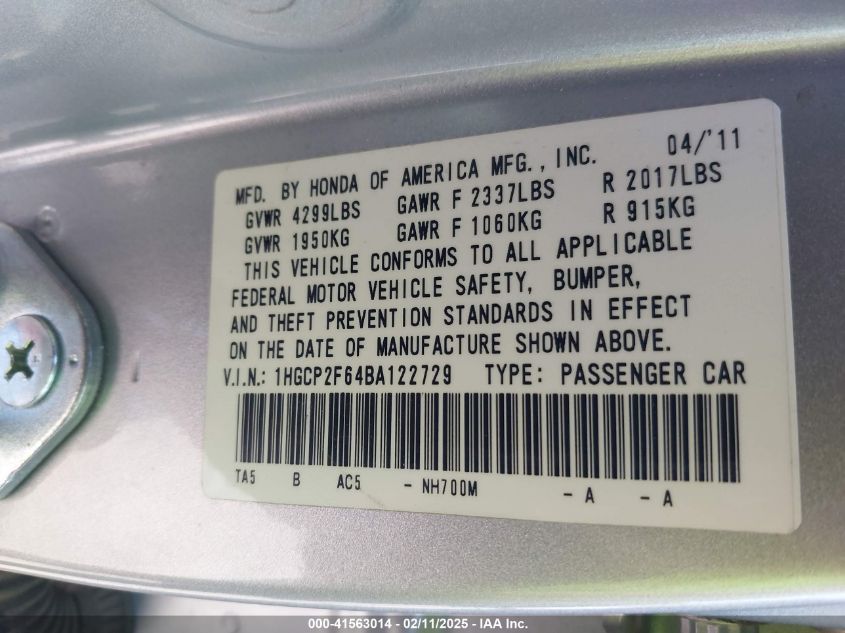 04/'11
MFD. BY HONDA OF AMERICA MFG., INC.
GVWR 4299LBS GAWR F 2337LBS R 2017LBS
GVWR 1950KG GAWR F 1060KG R 915KG
THIS VEHICLE CONFORMS TO ALL APPLICABLE
FEDERAL MOTOR VEHICLE SAFETY, BUMPER,
AND THEFT PREVENTION STANDARDS IN EFFECT
ON THE DATE OF MANUFACTURE SHOWN ABOVE.
V.I.N.: 1HGCP2F64BA122729 TYPE: PASSENGER CAR
TA5 B AC5 - NH700M - A - A
000-41563014 - 02/11/2025 - IAA Inc.